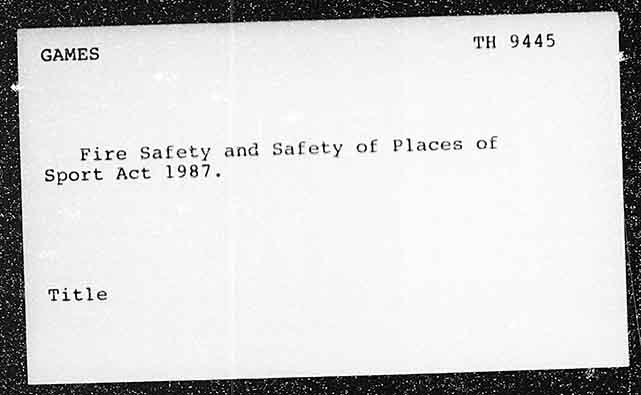 GAMES
TH 9445
Fire Safety and Safety of Places of
Sport Act 1987.
Title